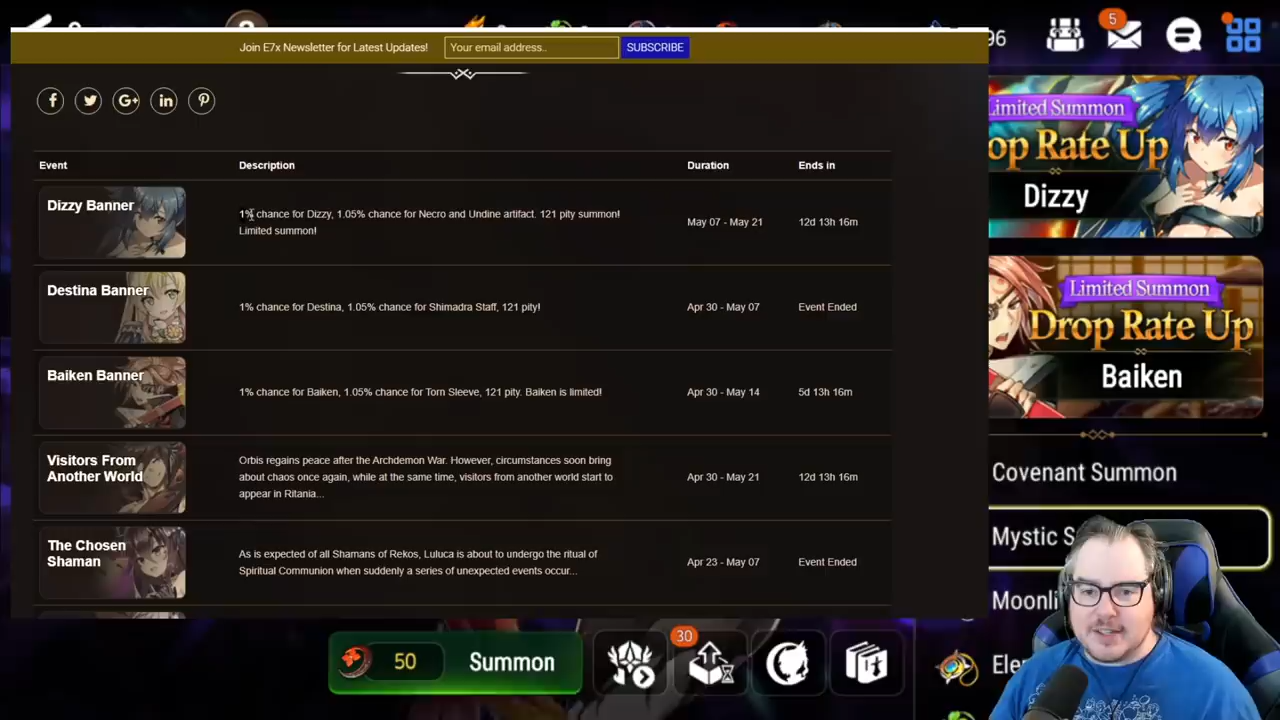 96
5
Join E7x Newsletter for Latest Updates!
Your email address..
SUBSCRIBE
Event Description Duration Ends in
Dizzy Banner
1% chance for Dizzy, 1.05% chance for Necro and Undine artifact. 121 pity summon!
Limited summon!
May 07 - May 21
12d 13h 16m
Destina Banner
1% chance for Destina, 1.05% chance for Shimadra Staff, 121 pity!
Apr 30 - May 07
Event Ended
Baiken Banner
1% chance for Baiken, 1.05% chance for Torn Sleeve, 121 pity. Baiken is limited!
Apr 30 - May 14
5d 13h 16m
Visitors From
Another World
Orbis regains peace after the Archdemon War. However, circumstances soon bring
about chaos once again, while at the same time, visitors from another world start to
appear in Ritania...
Apr 30 - May 21
12d 13h 16m
The Chosen
Shaman
As is expected of all Shamans of Rekos, Luluca is about to undergo the ritual of
Spiritual Communion when suddenly a series of unexpected events occur...
Apr 23 - May 07
Event Ended
Limited Summon
op Rate Up
Dizzy
Limited Summon
Drop Rate Up
Baiken
Covenant Summon
Mystic S
Moonli
Ele
50
Summon
30